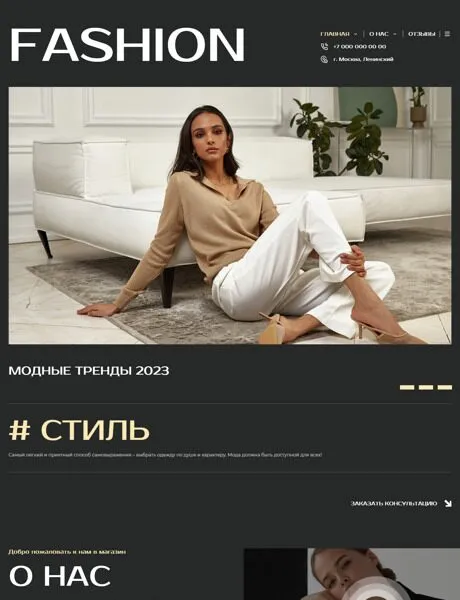 FASHION
ГЛАВНАЯ
О НАС
ОТЗЫВЫ
+7 000 000 00 00
г. Москва, Ленинский
МОДНЫЕ ТРЕНДЫ 2023
# СТИЛЬ
Самый легкий и приятный способ самовыражения - выбрать одежду по душе и характеру. Мода должна быть доступной для всех!
ЗАКАЗАТЬ КОНСУЛЬТАЦИЮ
Добро пожаловать к нам в магазин
О НАС